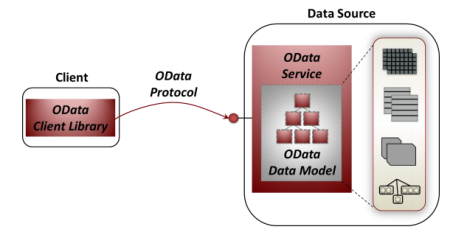 Data Source
Client
OData
Client Library
OData
Protocol
OData
Service
OData
Data Model